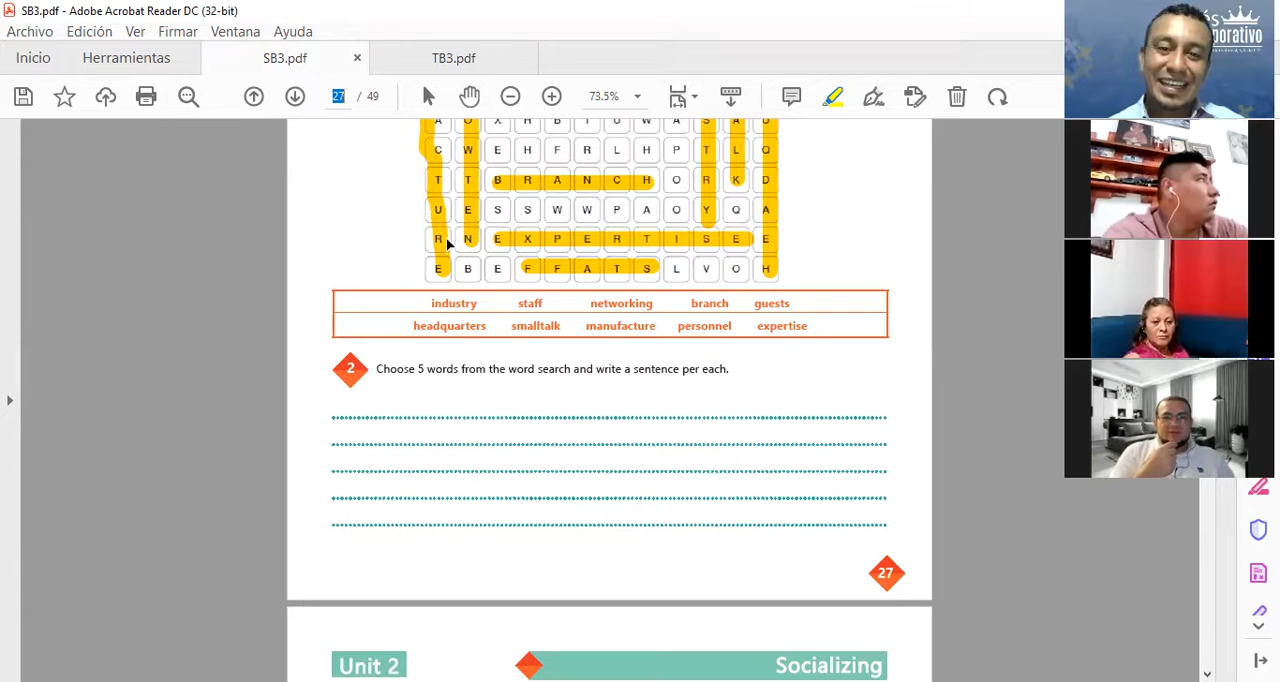 SB3.pdf - Adobe Acrobat Reader DC (32-bit)
Archivo Edición Ver Firmar Ventana Ayuda
Inicio Herramientas SB3.pdf × TB3.pdf
27 / 49 73.5%
A O X H B T U W A S A U
C W E H F R L H P T L Q
T T B R A N C H O R K D
U E S S W W P A O Y Q A
R N E X P E R T I S E E
E B E F F A T S L V O H
industry staff networking branch guests
headquarters smalltalk manufacture personnel expertise
2 Choose 5 words from the word search and write a sentence per each.
27
Unit 2 Socializing